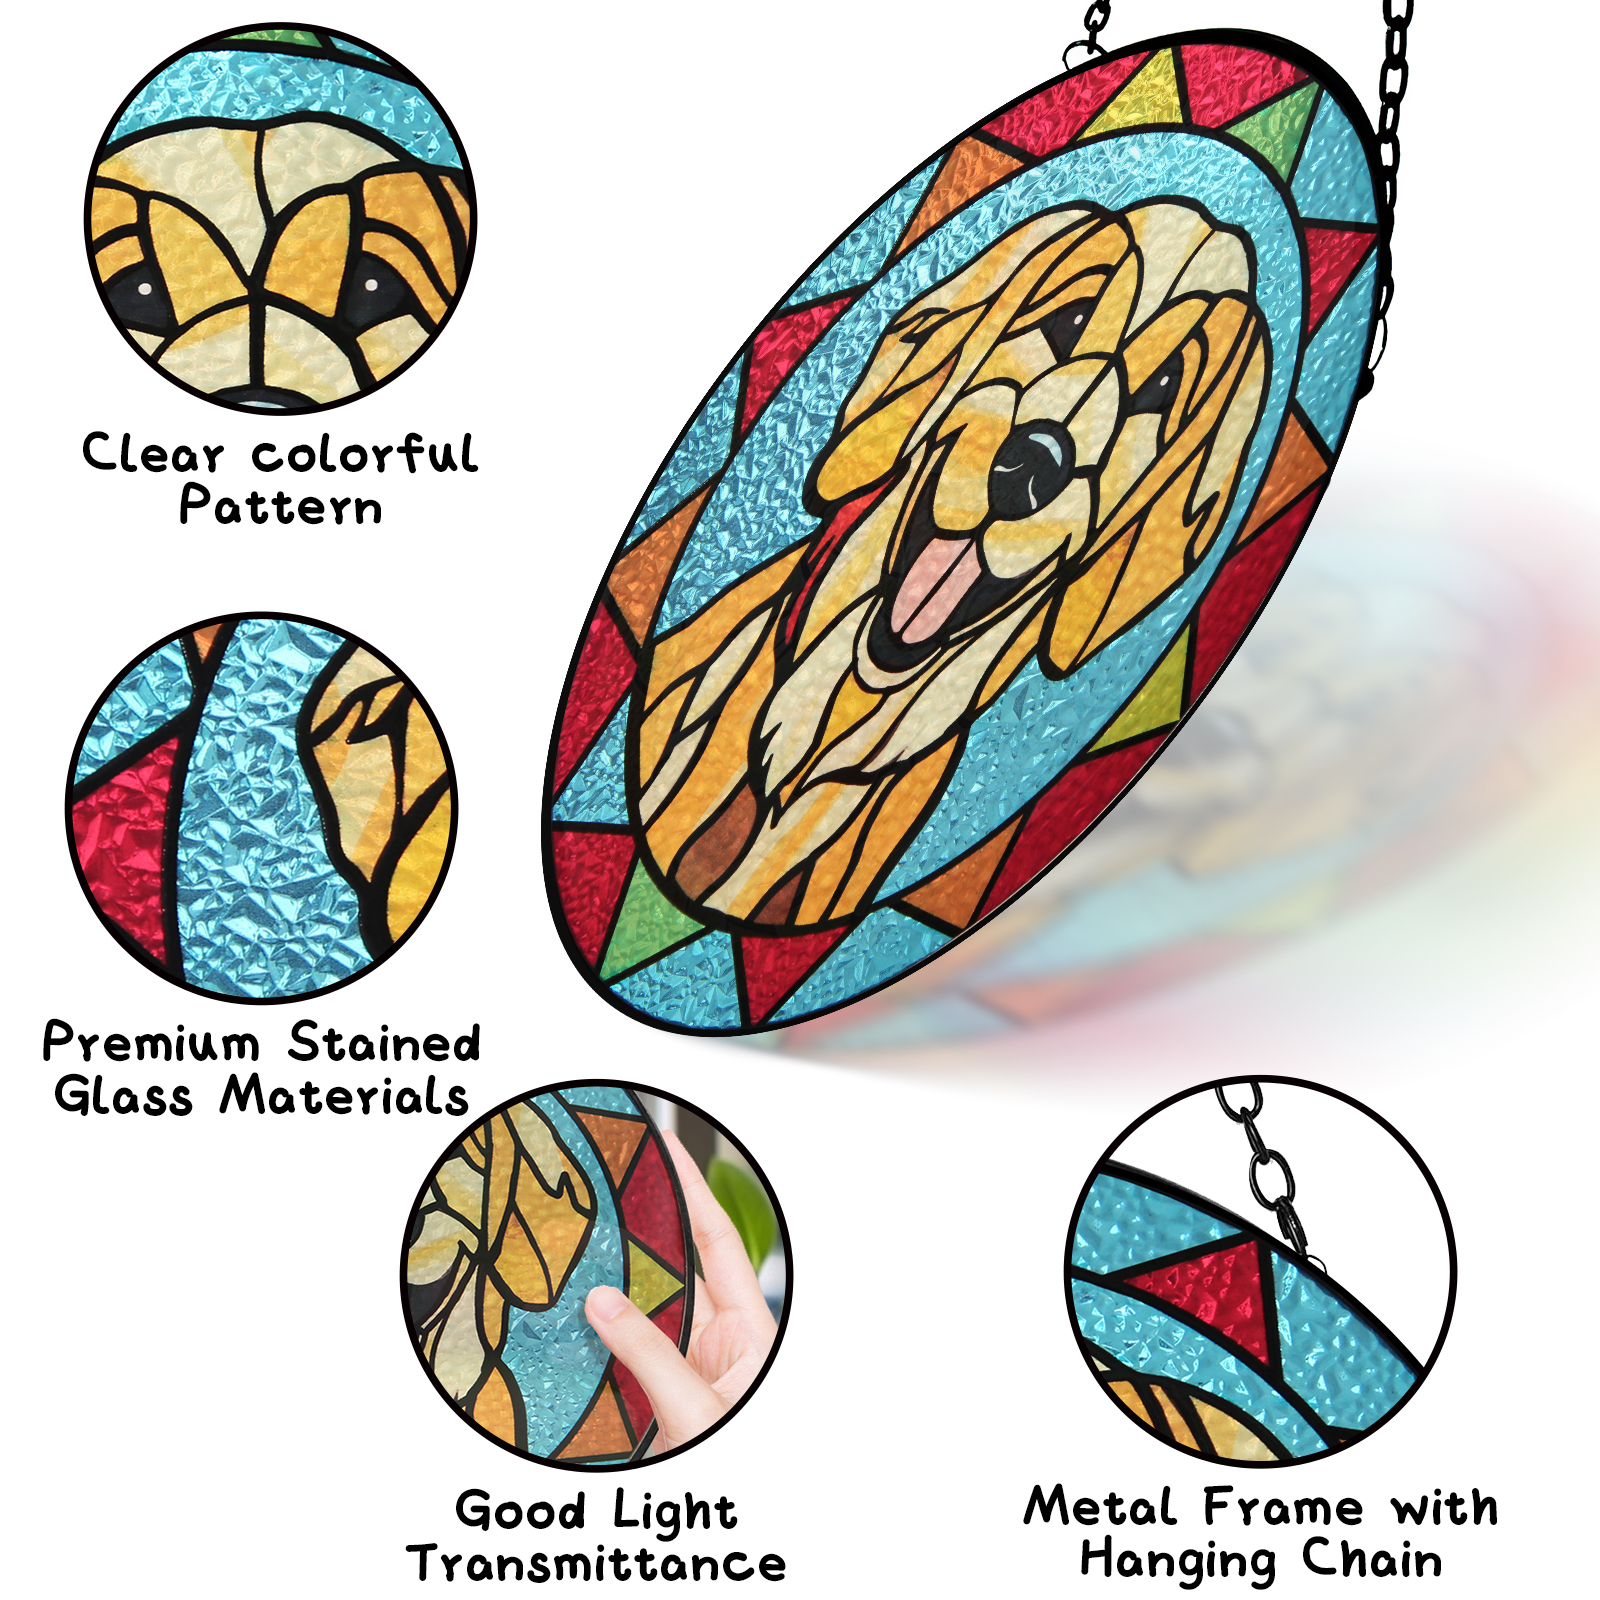 Clear colorful
Pattern
Premium Stained
Glass Materials
Good Light
Transmittance
Metal Frame with
Hanging Chain